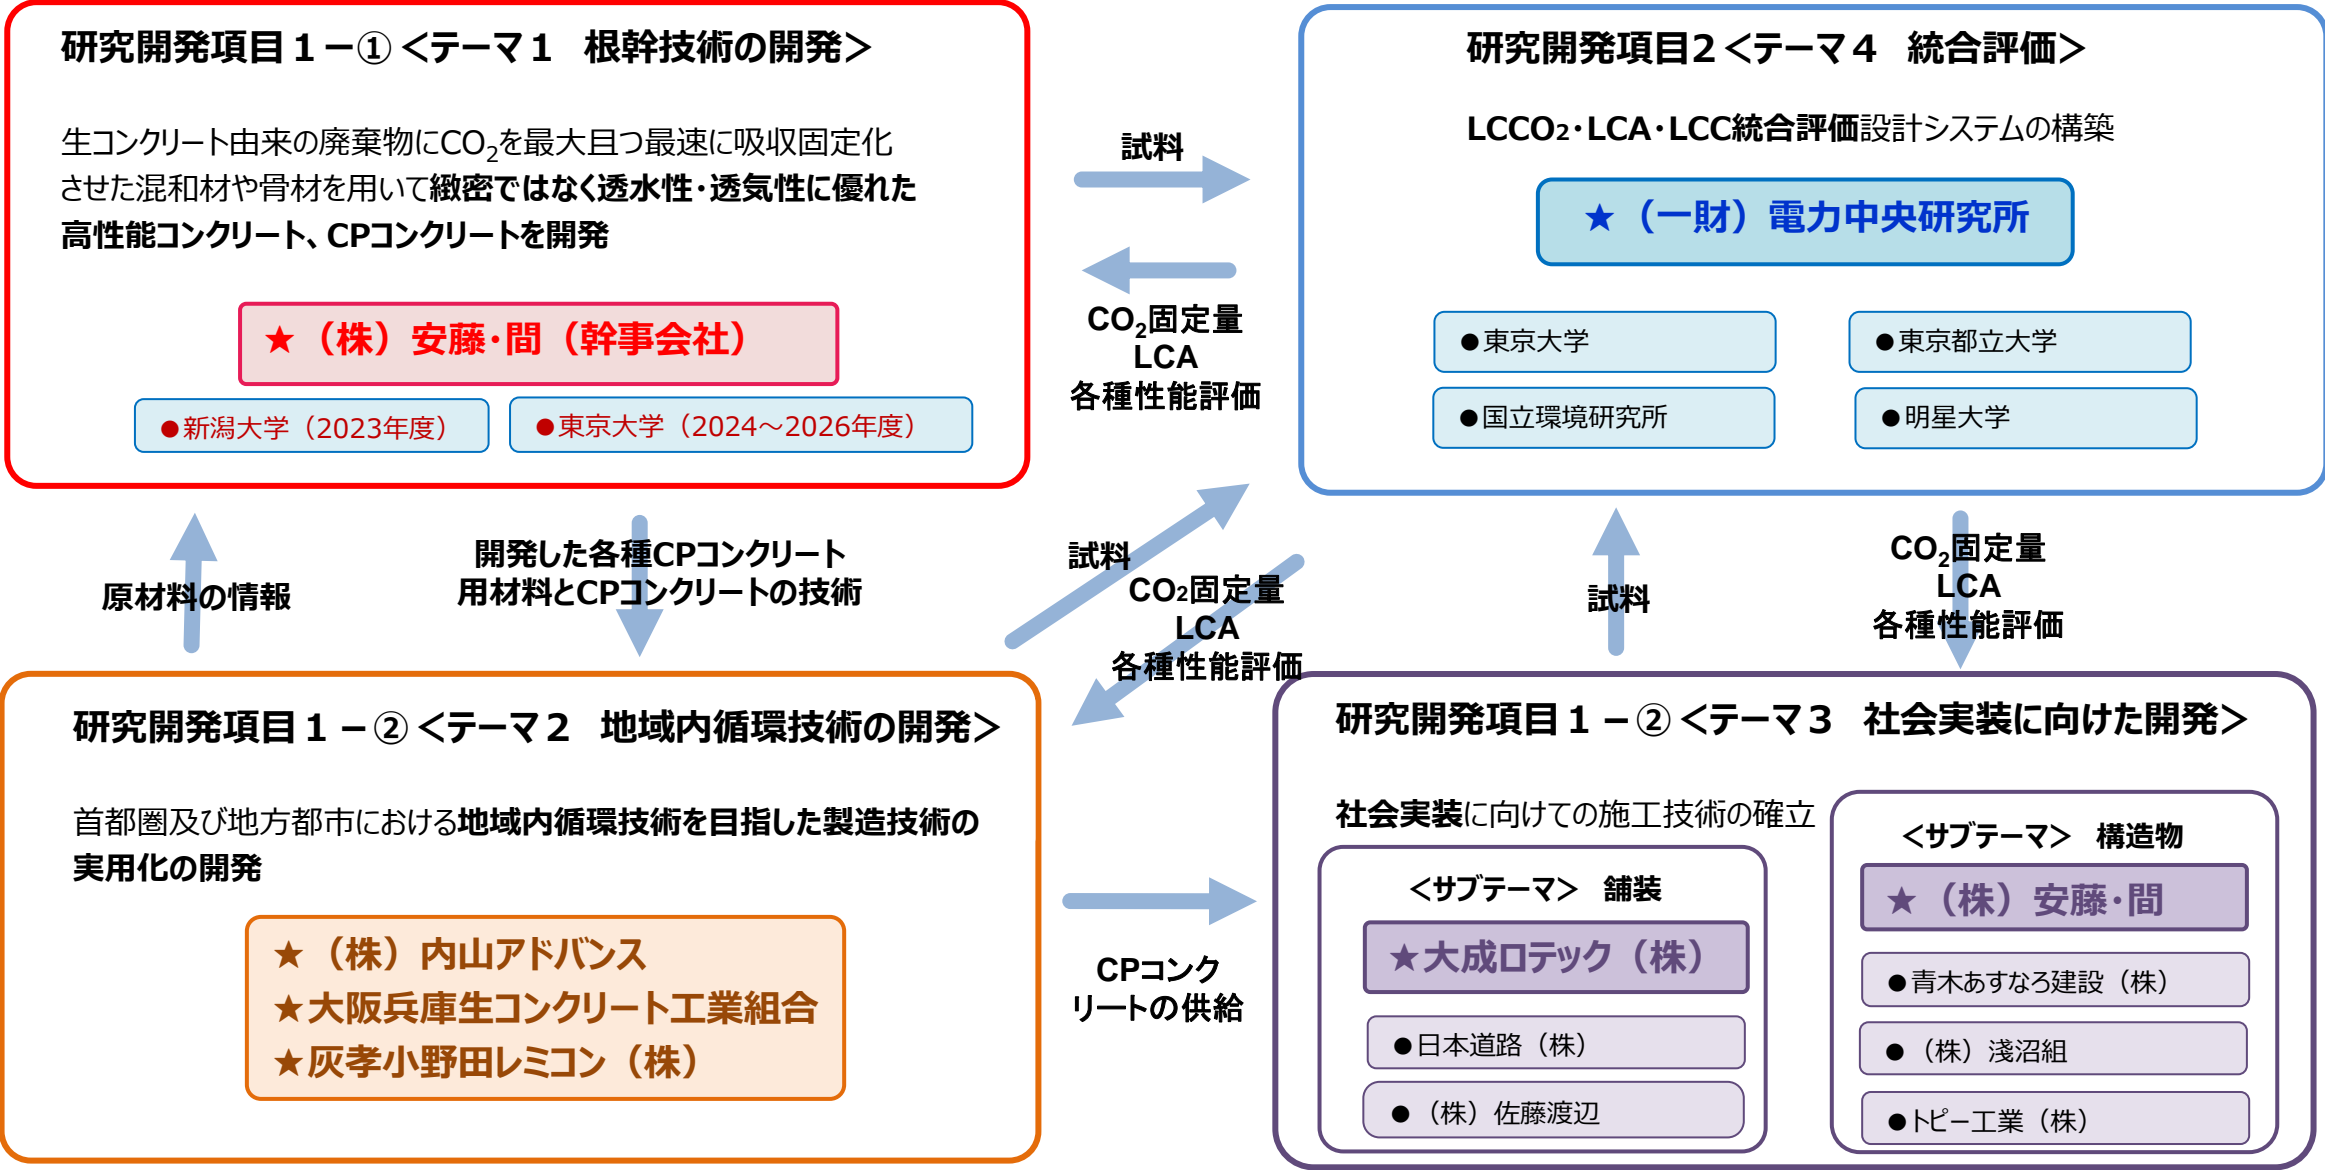 研究開発項目１ー①＜テーマ１　根幹技術の開発＞
生コンクリート由来の廃棄物にCO2を最大且つ最速に吸収固定化
させた混和材や骨材を用いて緻密ではなく透水性・透気性に優れた
高性能コンクリート、CPコンクリートを開発
★（株）安藤・間（幹事会社）
●新潟大学（2023年度）
●東京大学（2024～2026年度）
試料
CO2固定量
LCA
各種性能評価
研究開発項目2＜テーマ４　統合評価＞
LCCO2・LCA・LCC統合評価設計システムの構築
★（一財）電力中央研究所
●東京大学
●東京都立大学
●国立環境研究所
●明星大学
原材料の情報
開発した各種CPコンクリート
用材料とCPコンクリートの技術
試料
CO2固定量
LCA
各種性能評価
試料
CO2固定量
LCA
各種性能評価
研究開発項目１－②＜テーマ２　地域内循環技術の開発＞
首都圏及び地方都市における地域内循環技術を目指した製造技術の
実用化の開発
★（株）内山アドバンス
★大阪兵庫生コンクリート工業組合
★灰孝小野田レミコン（株）
CPコンク
リートの供給
研究開発項目１－②＜テーマ３　社会実装に向けた開発＞
社会実装に向けての施工技術の確立
＜サブテーマ＞　舗装
★大成ロテック（株）
●日本道路（株）
●（株）佐藤渡辺
＜サブテーマ＞　構造物
★（株）安藤・間
●青木あすなろ建設（株）
●（株）淺沼組
●トピー工業（株）